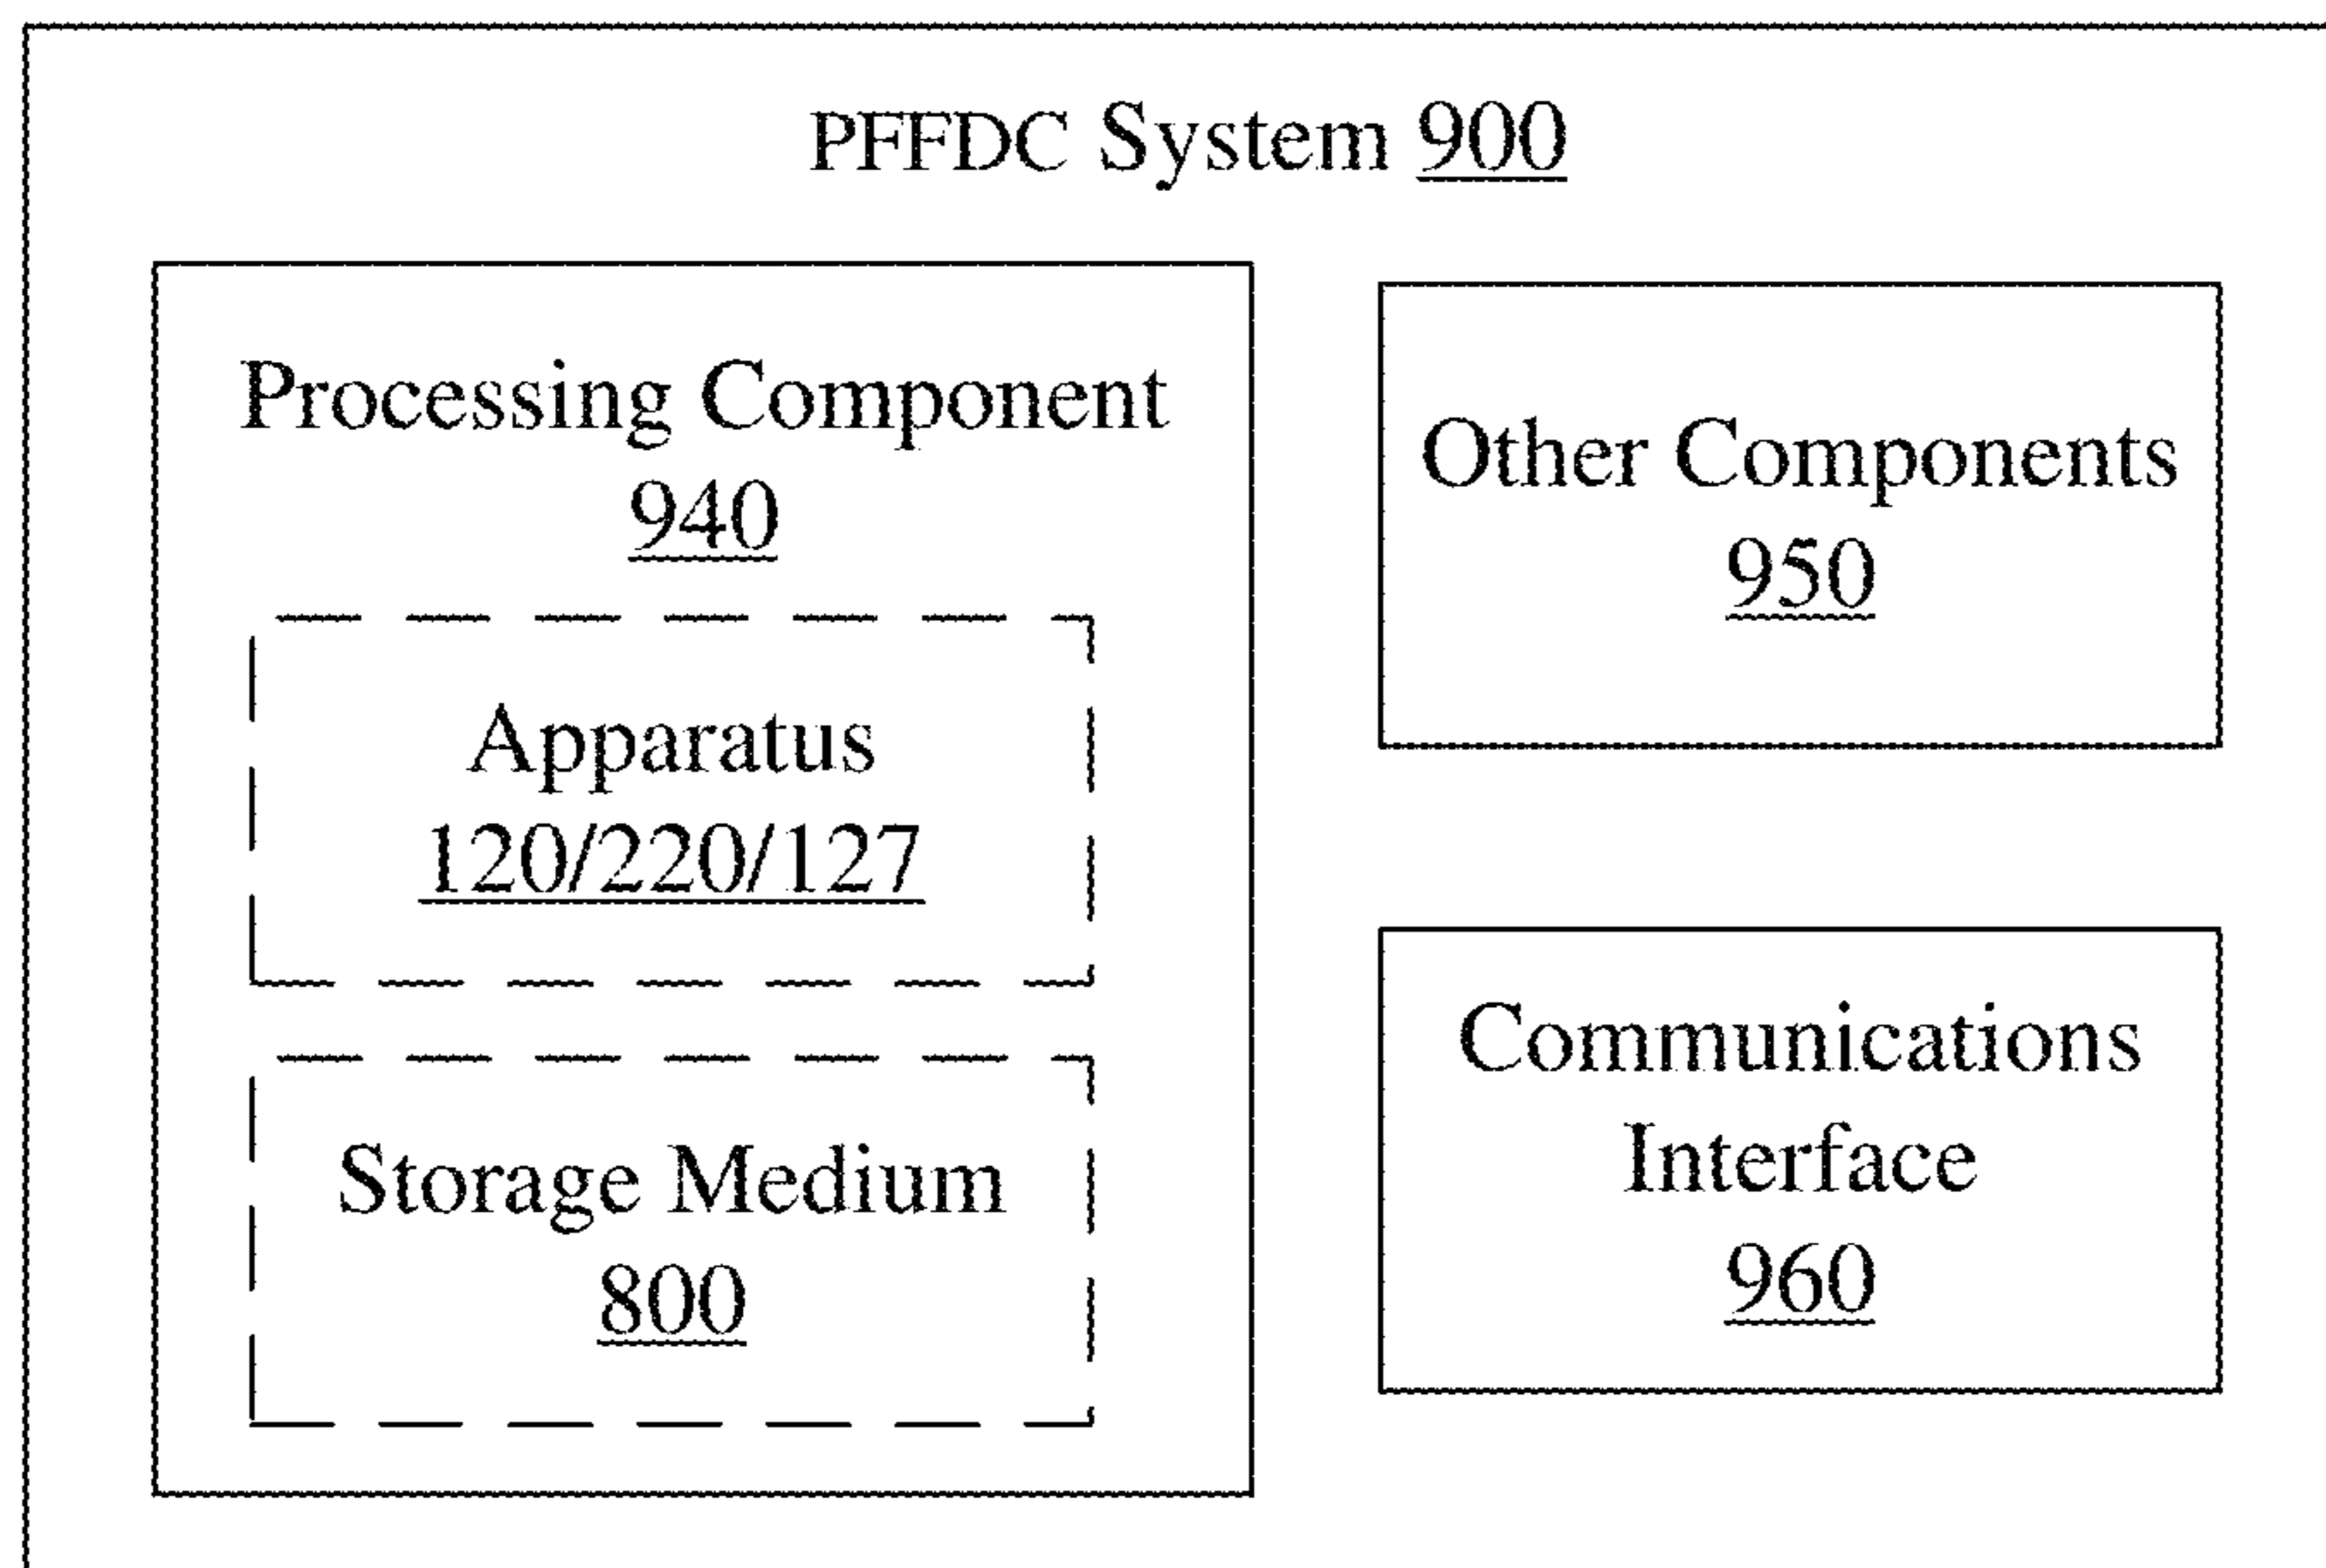 PFFDC System 900
Processing Component
940
Apparatus
120/220/127
Storage Medium
800
Other Components
950
Communications
Interface
960